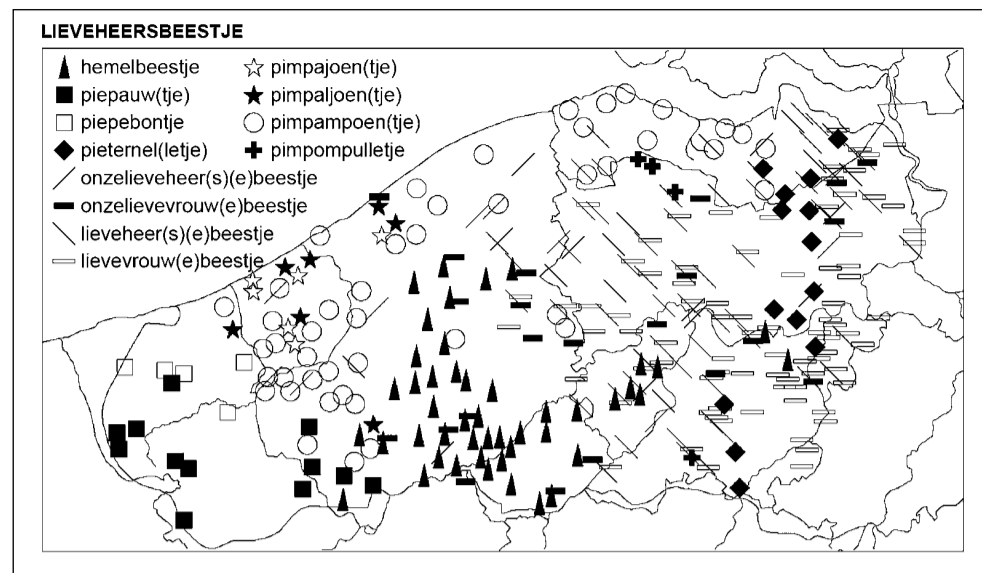 LIEVEHEERSBEESTJE
hemelbeestje
piepauw(tje)
piepebontje
pieternel(letje)
onzelieveheer(s)(e)beestje
onzelievevrouw(e)beestje
lieveheer(s)(e)beestje
lievevrouw(e)beestje
pimpajoen(tje)
pimpaljoen(tje)
pimpampoen(tje)
pimpompulletje